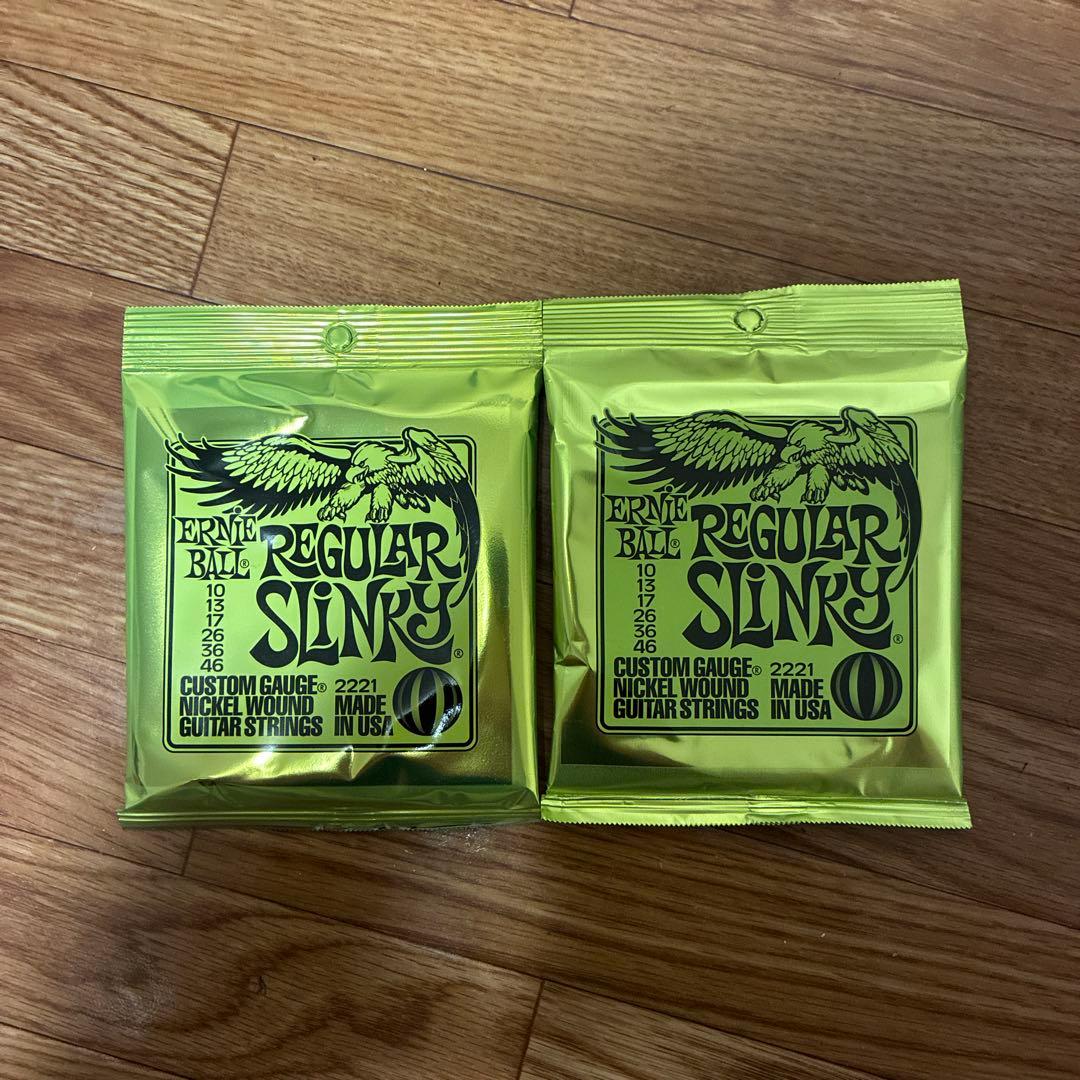 ERNiE
BALL®
REGULAR
SLiNKY®
10
13
17
26
36
46
CUSTOM GAUGE®
NICKEL WOUND
GUITAR STRINGS
2221
MADE
IN USA
ERNiE
BALL®
REGULAR
SLiNKY®
10
13
17
26
36
46
CUSTOM GAUGE®
NICKEL WOUND
GUITAR STRINGS
2221
MADE
IN USA